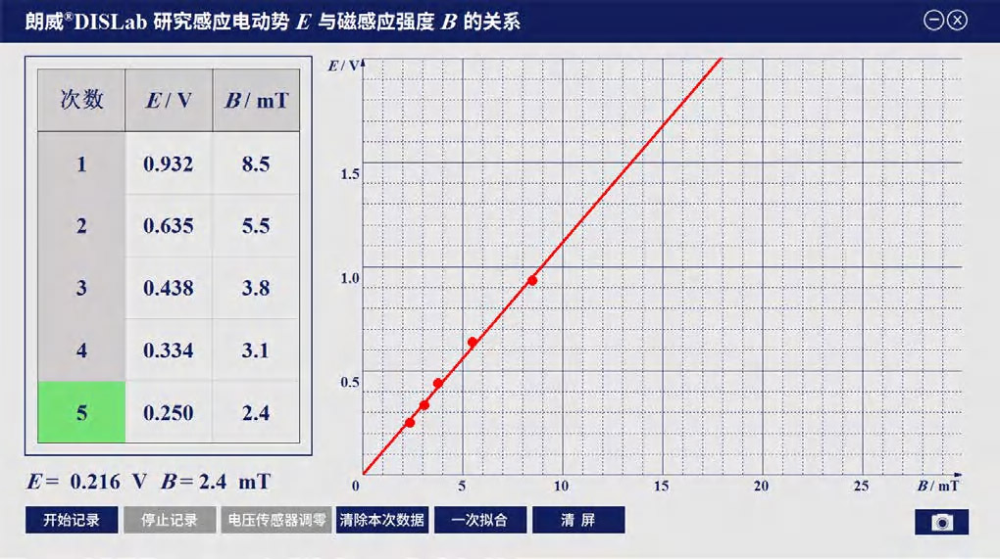 朗威®DISLab 研究感应电动势 E 与磁感应强度 B 的关系
次数 E / V B / mT
1 0.932 8.5
2 0.635 5.5
3 0.438 3.8
4 0.334 3.1
5 0.250 2.4
E = 0.216 V B = 2.4 mT
E / V
1.5
1.0
0.5
0 5 10 15 20 25 B / mT
开始记录 停止记录 电压传感器调零 清除本次数据 一次拟合 清 屏